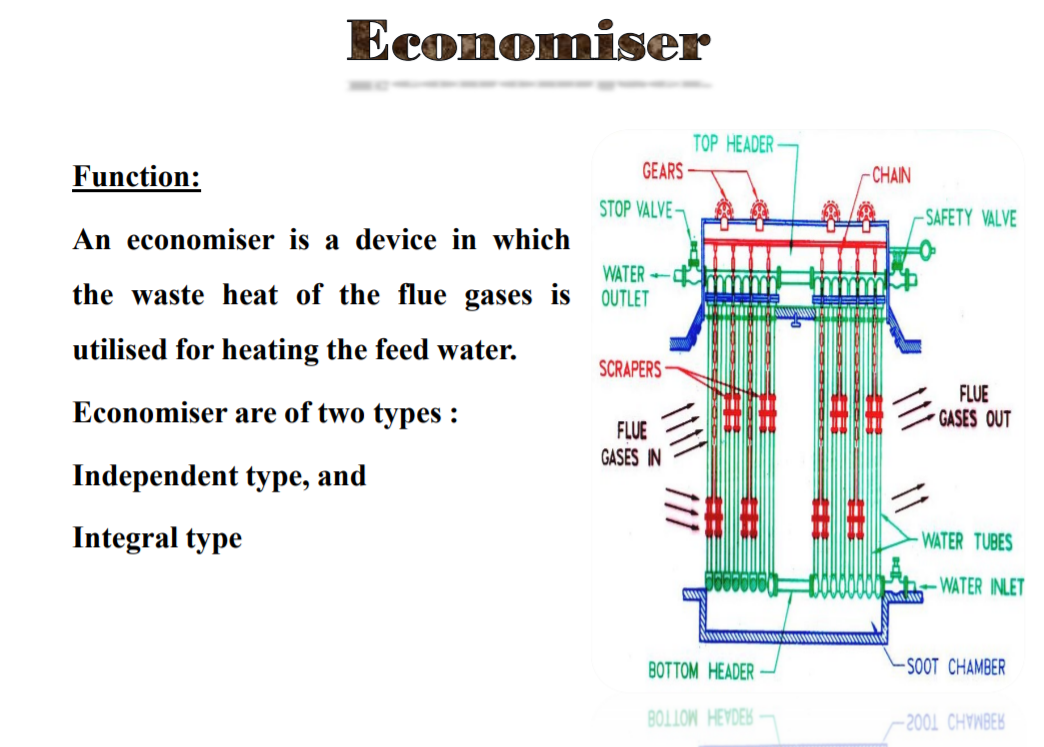 Economiser
Function:
An economiser is a device in which
the waste heat of the flue gases is
utilised for heating the feed water.
Economiser are of two types :
Independent type, and
Integral type
TOP HEADER
GEARS
CHAIN
STOP VALVE
SAFETY VALVE
WATER
OUTLET
SCRAPERS
FLUE
GASES OUT
FLUE
GASES IN
WATER TUBES
WATER INLET
BOTTOM HEADER
SOOT CHAMBER